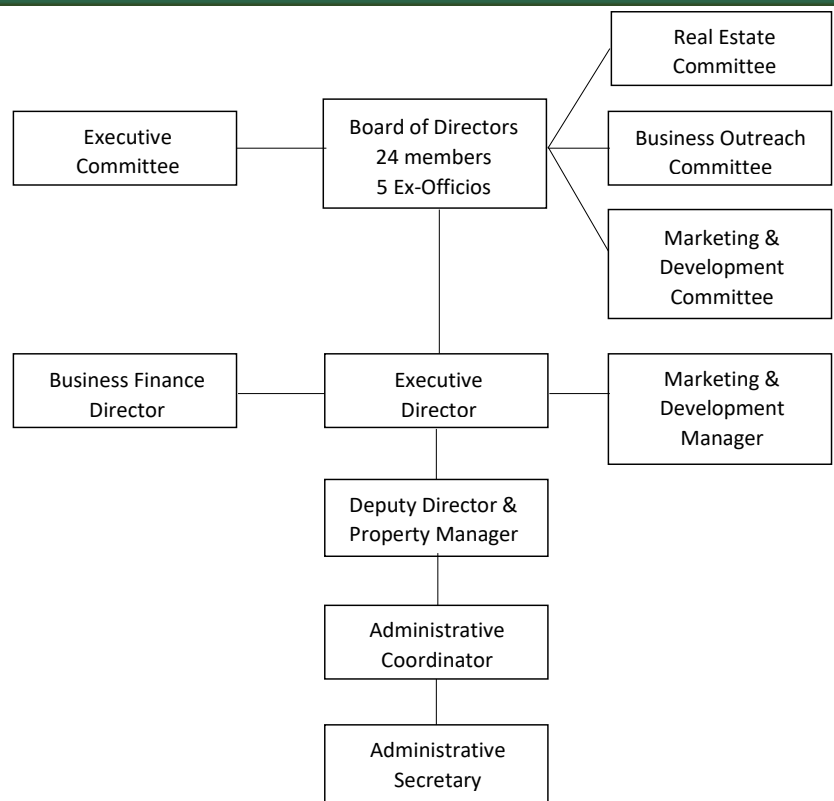 Real Estate
Committee
Executive
Committee
Board of Directors
24 members
5 Ex-Officios
Business Outreach
Committee
Marketing &
Development
Committee
Business Finance
Director
Executive
Director
Marketing &
Development
Manager
Deputy Director &
Property Manager
Administrative
Coordinator
Administrative
Secretary